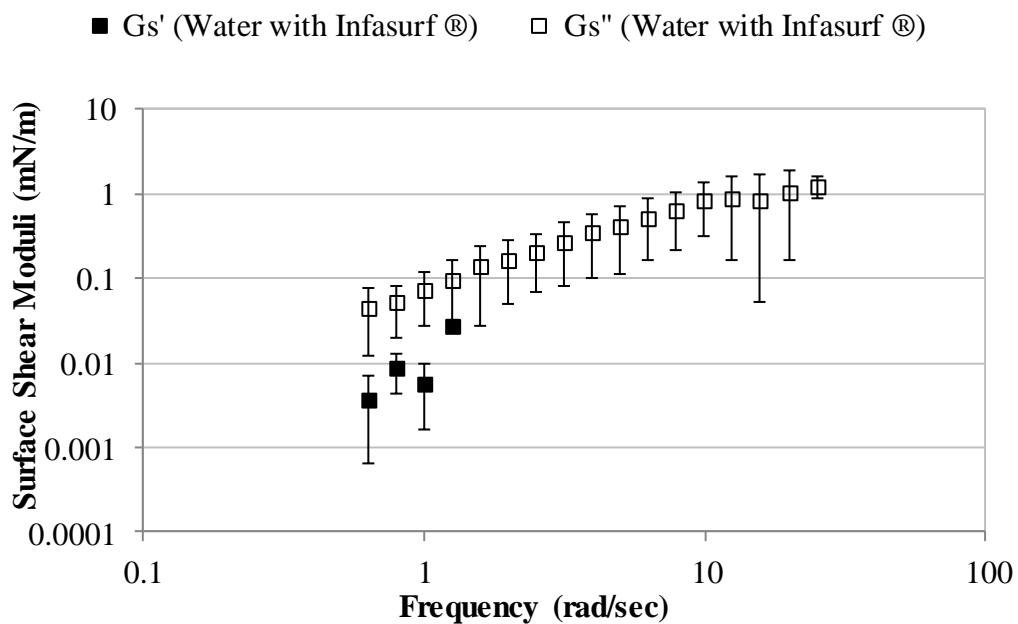 Gs' (Water with Infasurf ®) Gs" (Water with Infasurf ®)
Surface Shear Moduli (mN/m)
10
1
0.1
0.01
0.001
0.0001
0.1 1 10 100
Frequency (rad/sec)